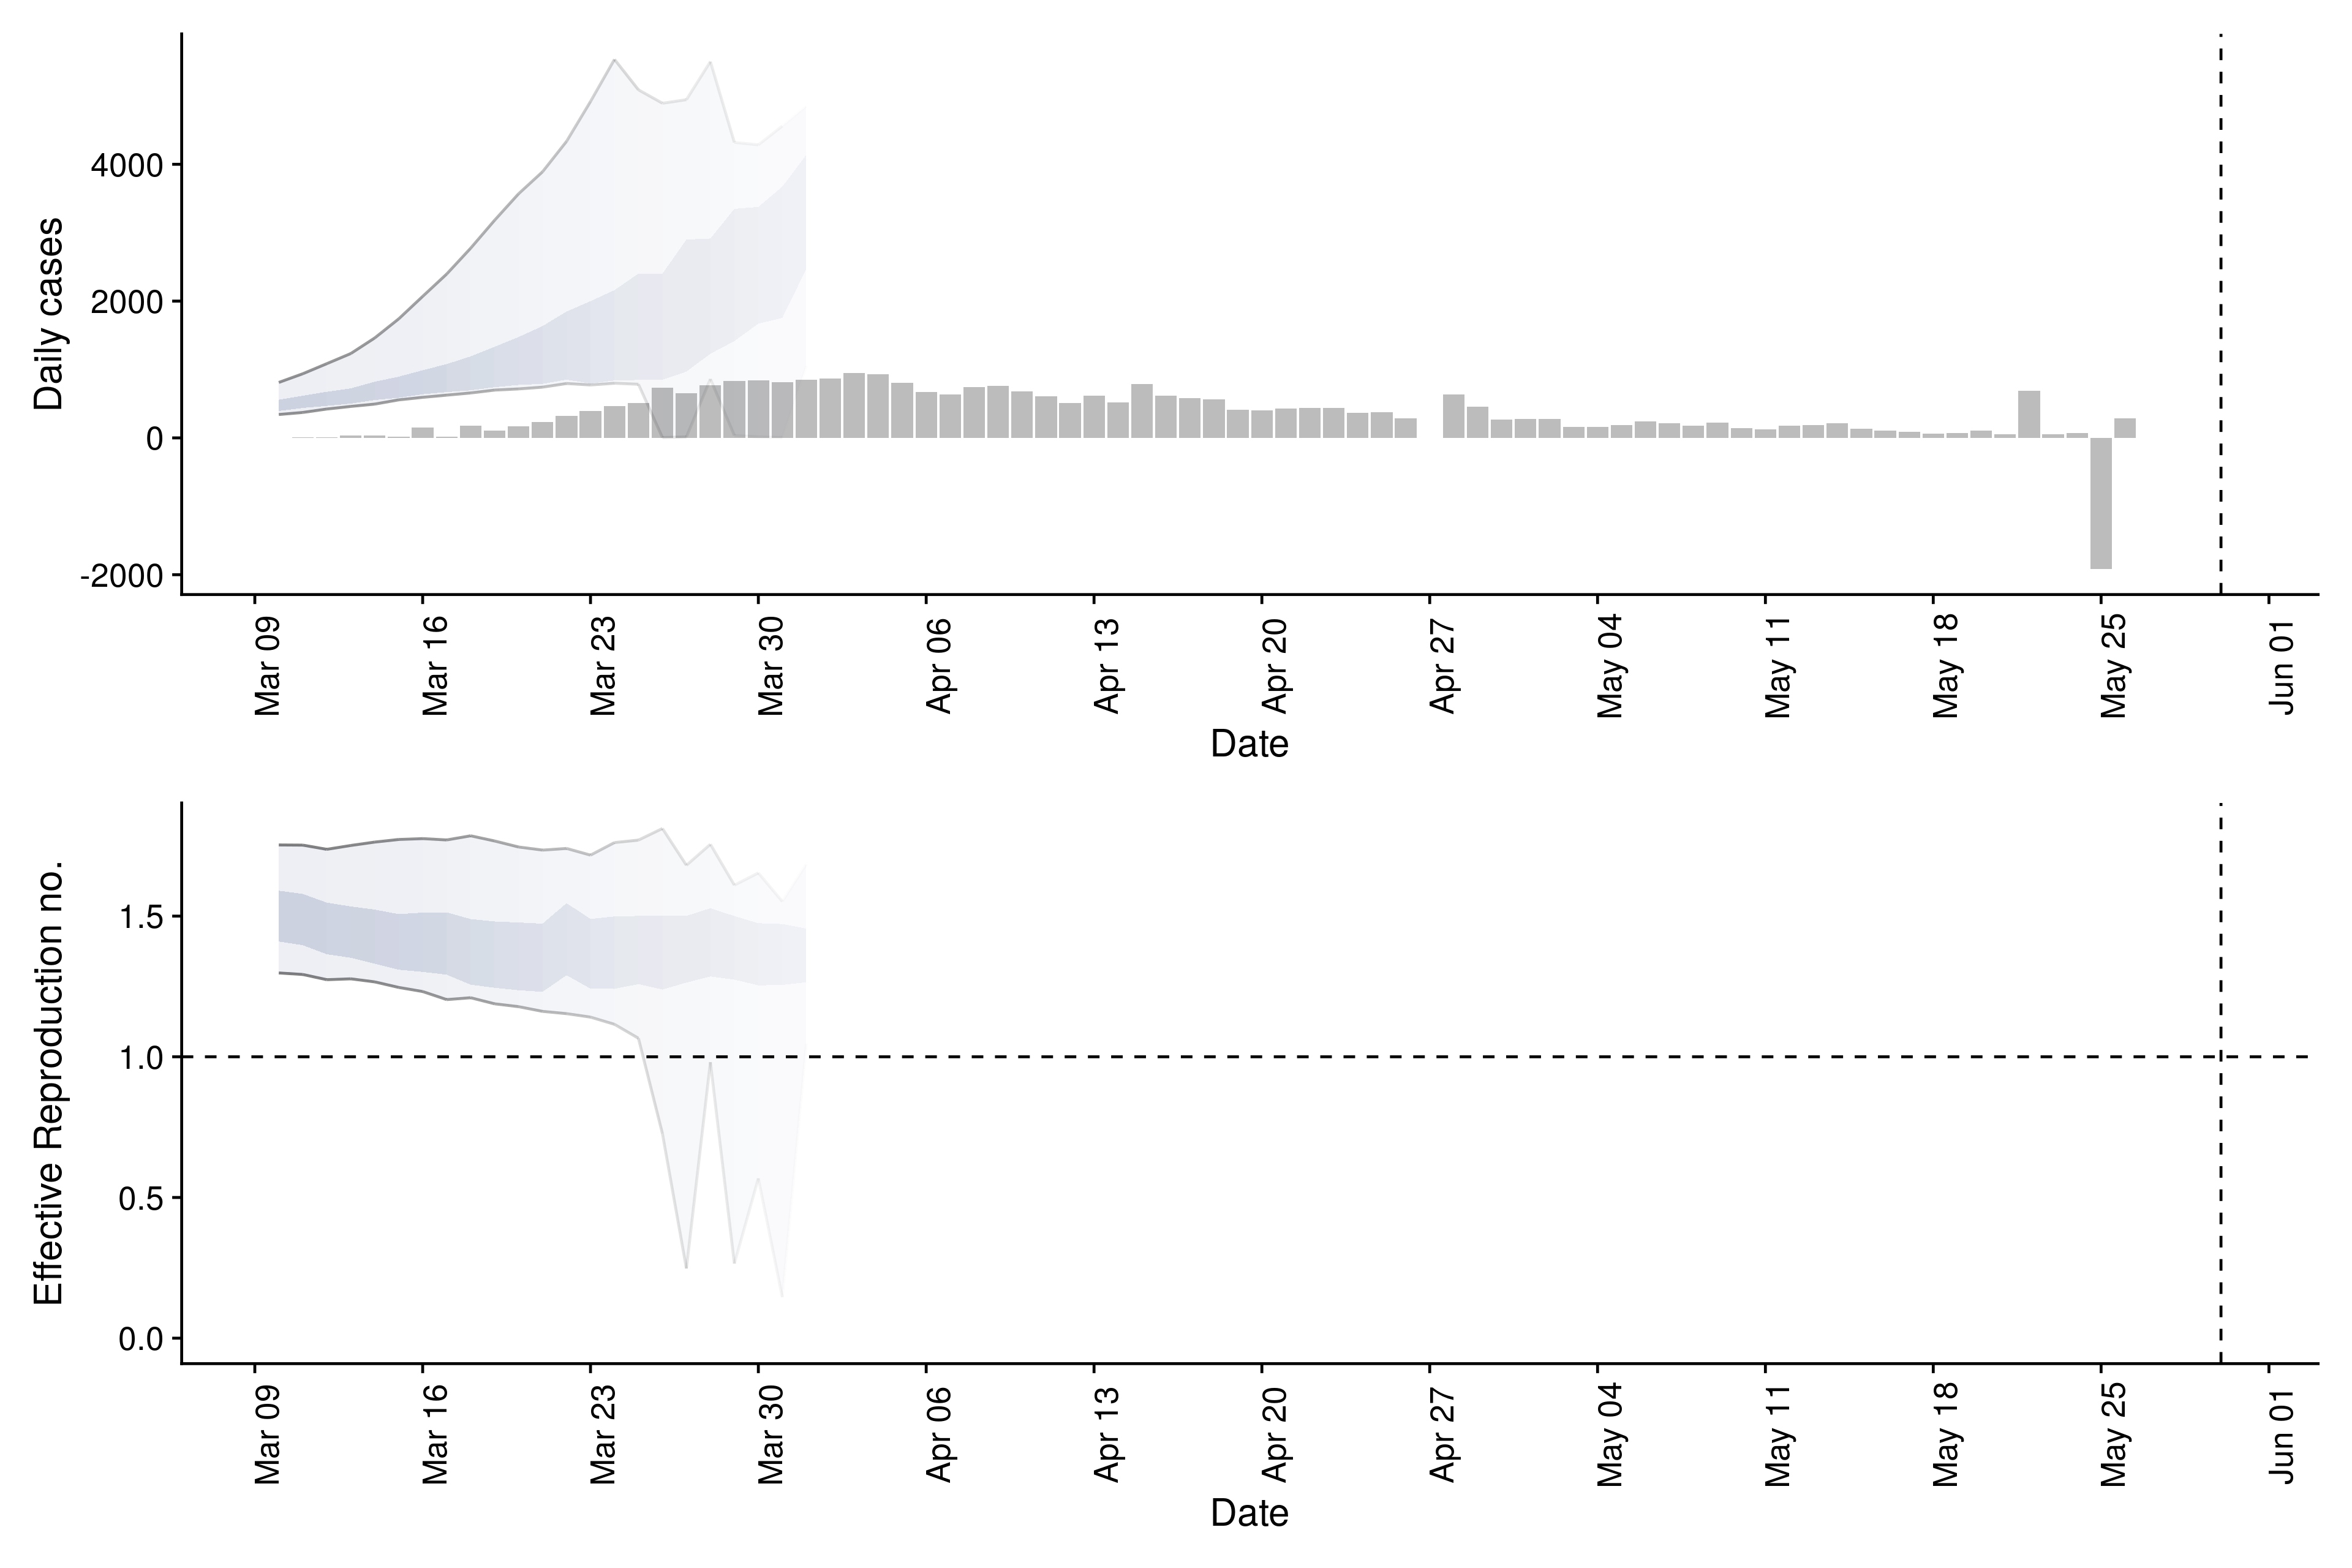 Daily cases
4000
2000
0
-2000
Mar 09
Mar 16
Mar 23
Mar 30
Apr 06
Apr 13
Apr 20
Apr 27
May 04
May 11
May 18
May 25
Jun 01
Date
Effective Reproduction no.
1.5
1.0
0.5
0.0
Mar 09
Mar 16
Mar 23
Mar 30
Apr 06
Apr 13
Apr 20
Apr 27
May 04
May 11
May 18
May 25
Jun 01
Date